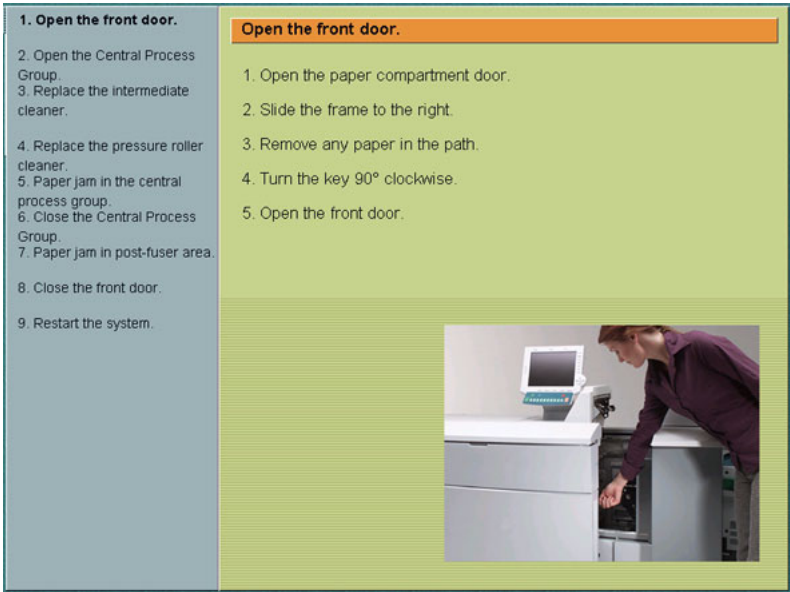 1. Open the front door.
2. Open the Central Process
Group.
3. Replace the intermediate
cleaner.
4. Replace the pressure roller
cleaner.
5. Paper jam in the central
process group.
6. Close the Central Process
Group.
7. Paper jam in post-fuser area.
8. Close the front door.
9. Restart the system.
Open the front door.
1. Open the paper compartment door.
2. Slide the frame to the right.
3. Remove any paper in the path.
4. Turn the key 90° clockwise.
5. Open the front door.